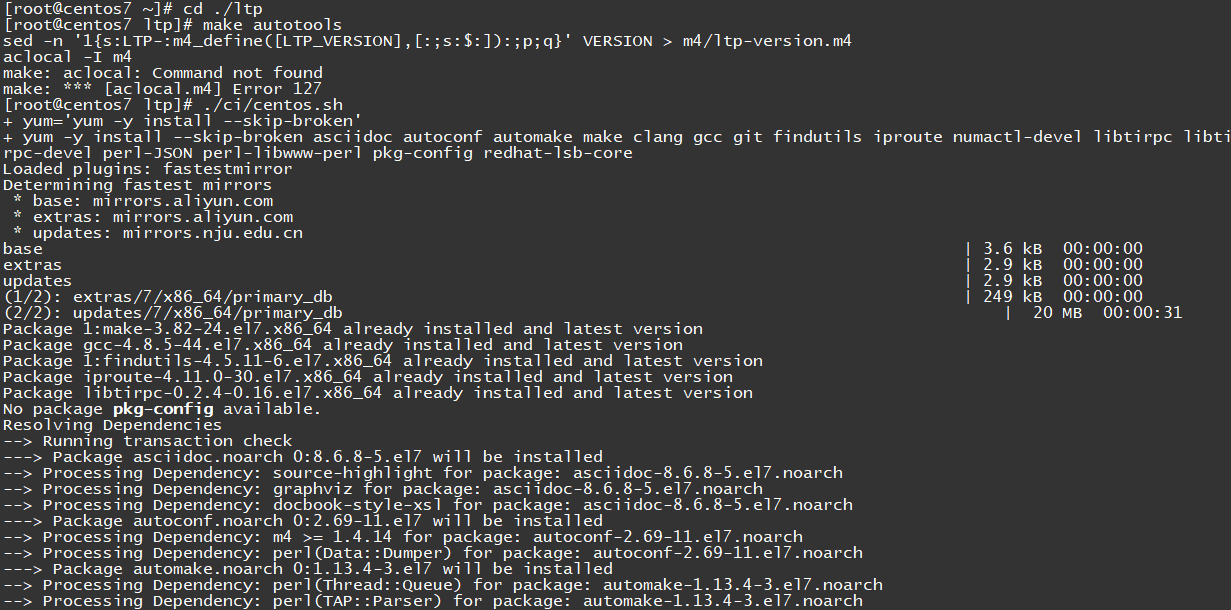 [root@centos7 ~]# cd ./ltp
[root@centos7 ltp]# make autotools
sed -n '1{s:LTP-:m4_define([LTP_VERSION],[:;s:$:]):;p;q}' VERSION > m4/ltp-version.m4
aclocal -I m4
make: aclocal: Command not found
make: *** [aclocal.m4] Error 127
[root@centos7 ltp]# ./ci/centos.sh
+ yum='yum -y install --skip-broken'
+ yum -y install --skip-broken asciidoc autoconf automake make clang gcc git findutils iproute numactl-devel libtirpc libti
rpc-devel perl-JSON perl-libwww-perl pkg-config redhat-lsb-core
Loaded plugins: fastestmirror
Determining fastest mirrors
 * base: mirrors.aliyun.com
 * extras: mirrors.aliyun.com
 * updates: mirrors.nju.edu.cn
base | 3.6 kB 00:00:00
extras | 2.9 kB 00:00:00
updates | 2.9 kB 00:00:00
(1/2): extras/7/x86_64/primary_db | 249 kB 00:00:00
(2/2): updates/7/x86_64/primary_db | 20 MB 00:00:31
Package 1:make-3.82-24.el7.x86_64 already installed and latest version
Package gcc-4.8.5-44.el7.x86_64 already installed and latest version
Package 1:findutils-4.5.11-6.el7.x86_64 already installed and latest version
Package iproute-4.11.0-30.el7.x86_64 already installed and latest version
Package libtirpc-0.2.4-0.16.el7.x86_64 already installed and latest version
No package pkg-config available.
Resolving Dependencies
--> Running transaction check
---> Package asciidoc.noarch 0:8.6.8-5.el7 will be installed
--> Processing Dependency: source-highlight for package: asciidoc-8.6.8-5.el7.noarch
--> Processing Dependency: graphviz for package: asciidoc-8.6.8-5.el7.noarch
--> Processing Dependency: docbook-style-xsl for package: asciidoc-8.6.8-5.el7.noarch
---> Package autoconf.noarch 0:2.69-11.el7 will be installed
--> Processing Dependency: m4 >= 1.4.14 for package: autoconf-2.69-11.el7.noarch
--> Processing Dependency: perl(Data::Dumper) for package: autoconf-2.69-11.el7.noarch
---> Package automake.noarch 0:1.13.4-3.el7 will be installed
--> Processing Dependency: perl(Thread::Queue) for package: automake-1.13.4-3.el7.noarch
--> Processing Dependency: perl(TAP::Parser) for package: automake-1.13.4-3.el7.noarch